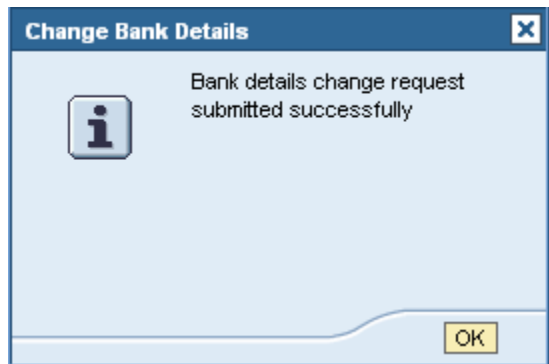 Change Bank Details
Bank details change request
submitted successfully
OK